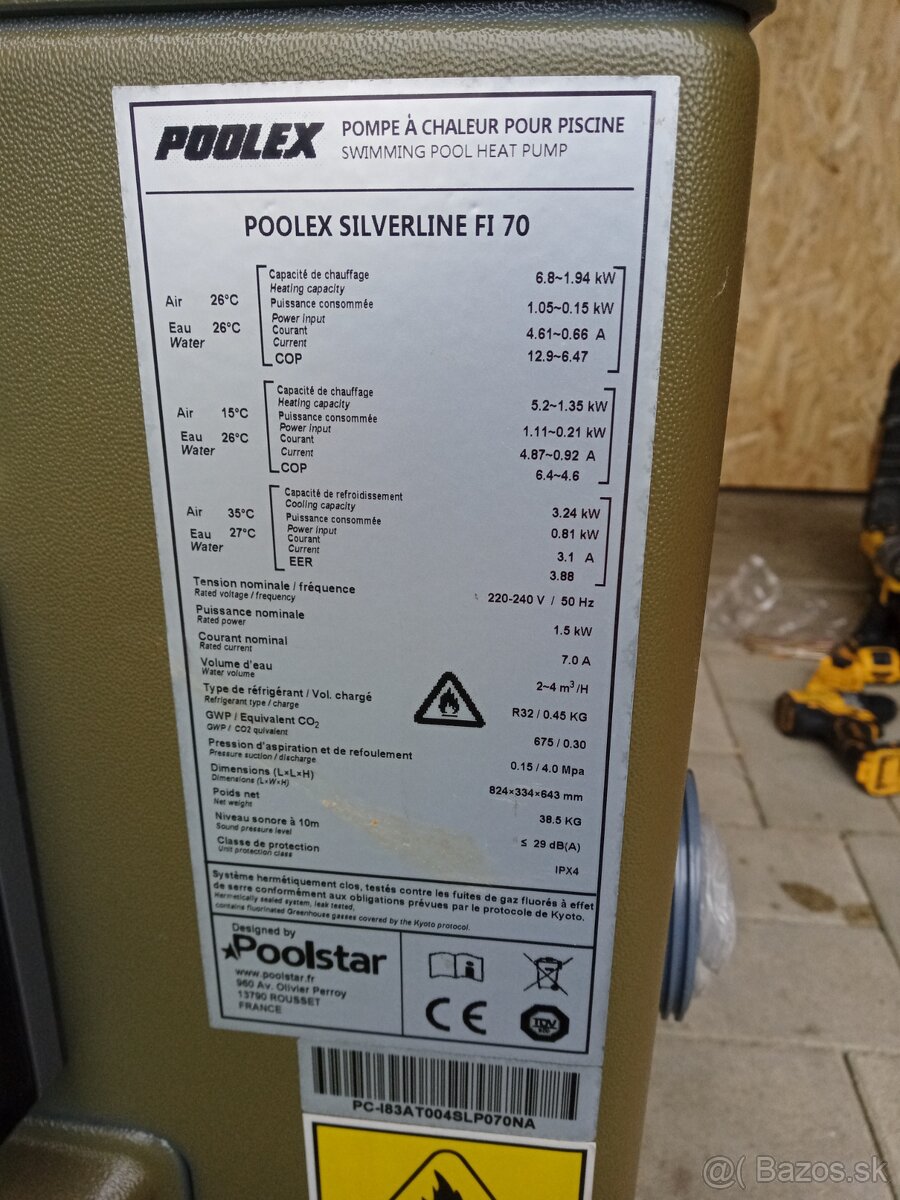 POOLEX POMPE À CHALEUR POUR PISCINE
SWIMMING POOL HEAT PUMP
POOLEX SILVERLINE FI 70
Air 26°C
Eau 26°C
Water
Capacité de chauffage 6.8~1.94 kW
Heating capacity
Puissance consommée 1.05~0.15 kW
Power input
Courant 4.61~0.66 A
Current
COP 12.9~6.47
Air 15°C
Eau 26°C
Water
Capacité de chauffage 5.2~1.35 kW
Heating capacity
Puissance consommée 1.11~0.21 kW
Power input
Courant 4.87~0.92 A
Current
COP 6.4~4.6
Air 35°C
Eau 27°C
Water
Capacité de refroidissement 3.24 kW
Cooling capacity
Puissance consommée 0.81 kW
Power input
Courant 3.1 A
Current
EER 3.88
Tension nominale / fréquence 220-240 V / 50 Hz
Rated voltage / frequency
Puissance nominale 1.5 kW
Rated power
Courant nominal 7.0 A
Rated current
Volume d'eau 2~4 m³/H
Water volume
Type de réfrigérant / Vol. chargé R32 / 0.45 KG
Refrigerant type / charge
GWP / Equivalent CO₂ 675 / 0.30
GWP / CO2 quivalent
Pression d'aspiration et de refoulement 0.15 / 4.0 Mpa
Pressure suction / discharge
Dimensions (L×L×H) 824×334×643 mm
Dimensions (L×W×H)
Poids net 38.5 KG
Net weight
Niveau sonore à 10m ≤ 29 dB(A)
Sound pressure level
Classe de protection IPX4
Unit protection class
Système hermétiquement clos, testés contre les fuites de gaz fluorés à effet
de serre conformément aux obligations prévues par le protocole de Kyoto.
Hermetically sealed system, leak tested,
contains fluorinated Greenhouse gasses covered by the Kyoto protocol.
Designed by
Poolstar
www.poolstar.fr
960 Av. Olivier Perroy
13790 ROUSSET
FRANCE
CE
TÜV
PC-I83AT004SLP070NA
@( Bazos.sk